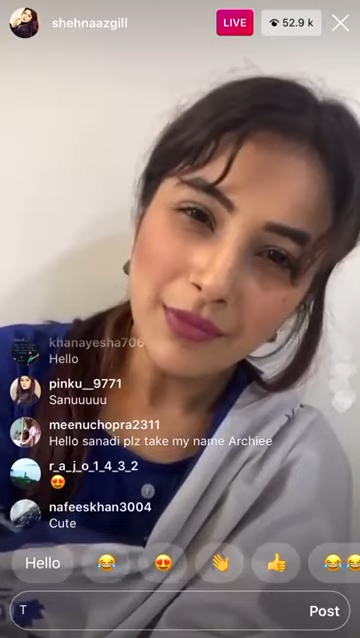 shehnaazgill
LIVE
52.9 k
khanayesha706
Hello
pinku__9771
Sanuuuuu
meenuchopra2311
Hello sanadi plz take my name Archiee
r_a_j_o_1_4_3_2
😍
nafeeskhan3004
Cute
Hello 😂 😍 👋 👍 😂😂
T
Post